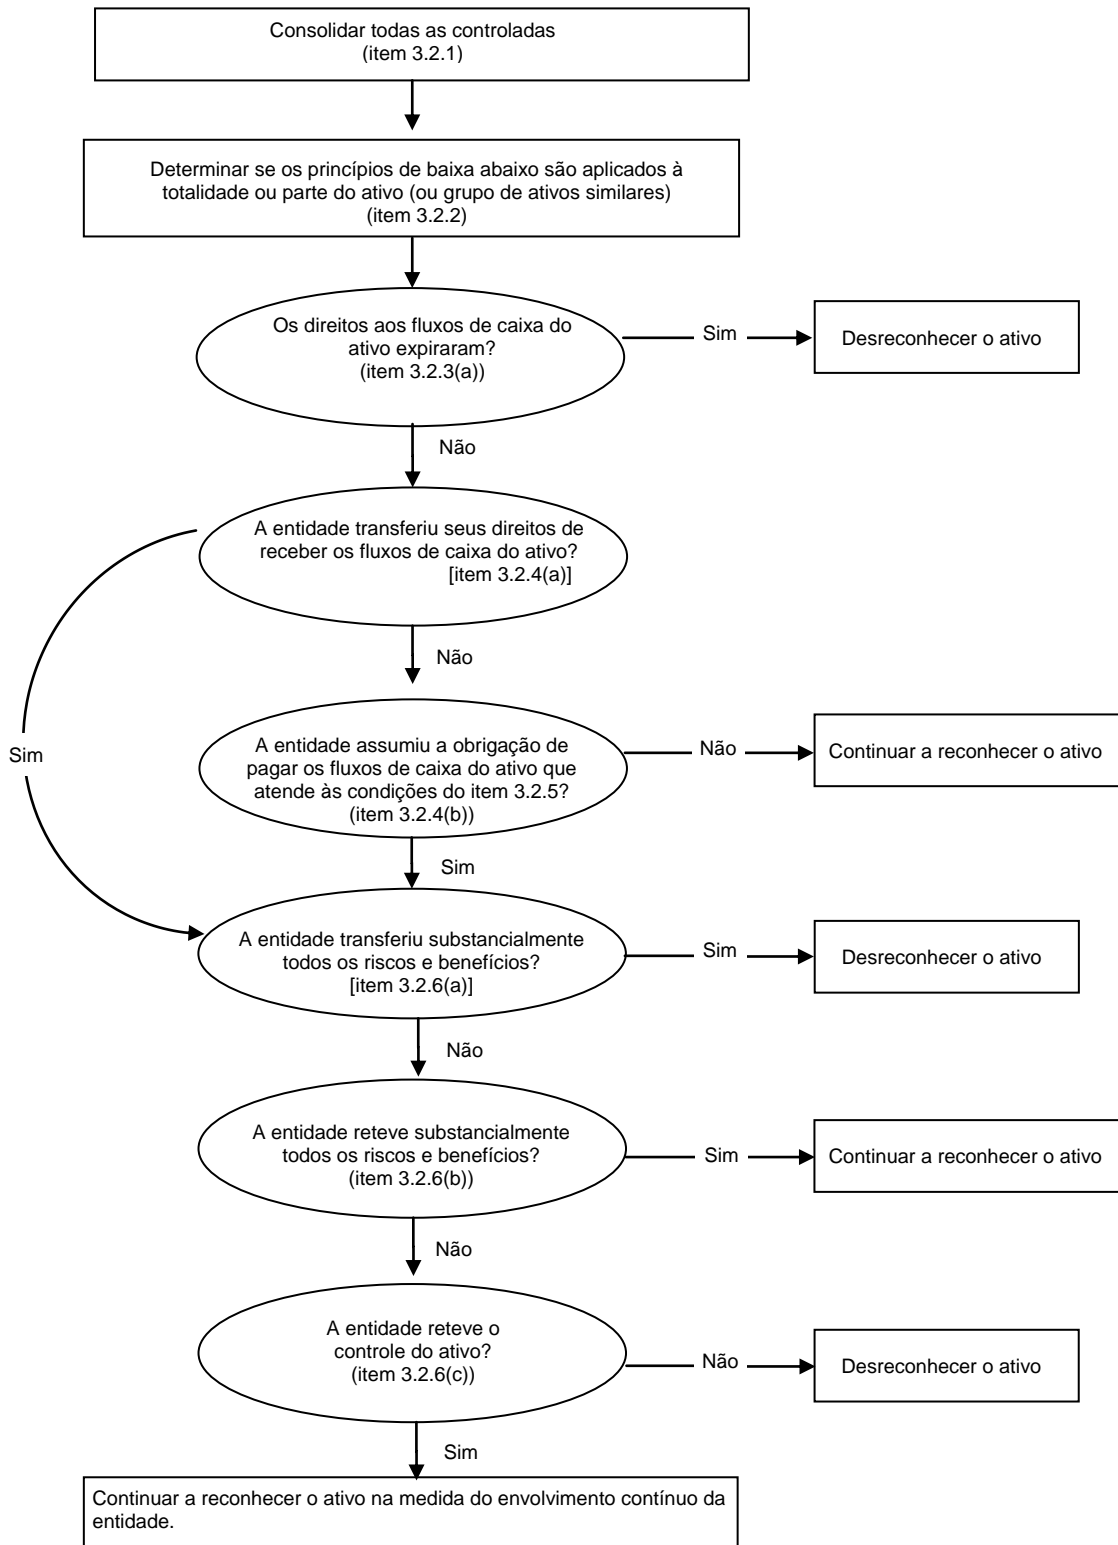 Consolidar todas as controladas
(item 3.2.1)
Determinar se os princípios de baixa abaixo são aplicados à
totalidade ou parte do ativo (ou grupo de ativos similares)
(item 3.2.2)
Os direitos aos fluxos de caixa do
ativo expiraram?
(item 3.2.3(a))
Sim
Desreconhecer o ativo
Não
A entidade transferiu seus direitos de
receber os fluxos de caixa do ativo?
[item 3.2.4(a)]
Não
Sim
A entidade assumiu a obrigação de
pagar os fluxos de caixa do ativo que
atende às condições do item 3.2.5?
(item 3.2.4(b))
Não
Continuar a reconhecer o ativo
Sim
A entidade transferiu substancialmente
todos os riscos e benefícios?
[item 3.2.6(a)]
Sim
Desreconhecer o ativo
Não
A entidade reteve substancialmente
todos os riscos e benefícios?
(item 3.2.6(b))
Sim
Continuar a reconhecer o ativo
Não
A entidade reteve o
controle do ativo?
(item 3.2.6(c))
Não
Desreconhecer o ativo
Sim
Continuar a reconhecer o ativo na medida do envolvimento contínuo da
entidade.